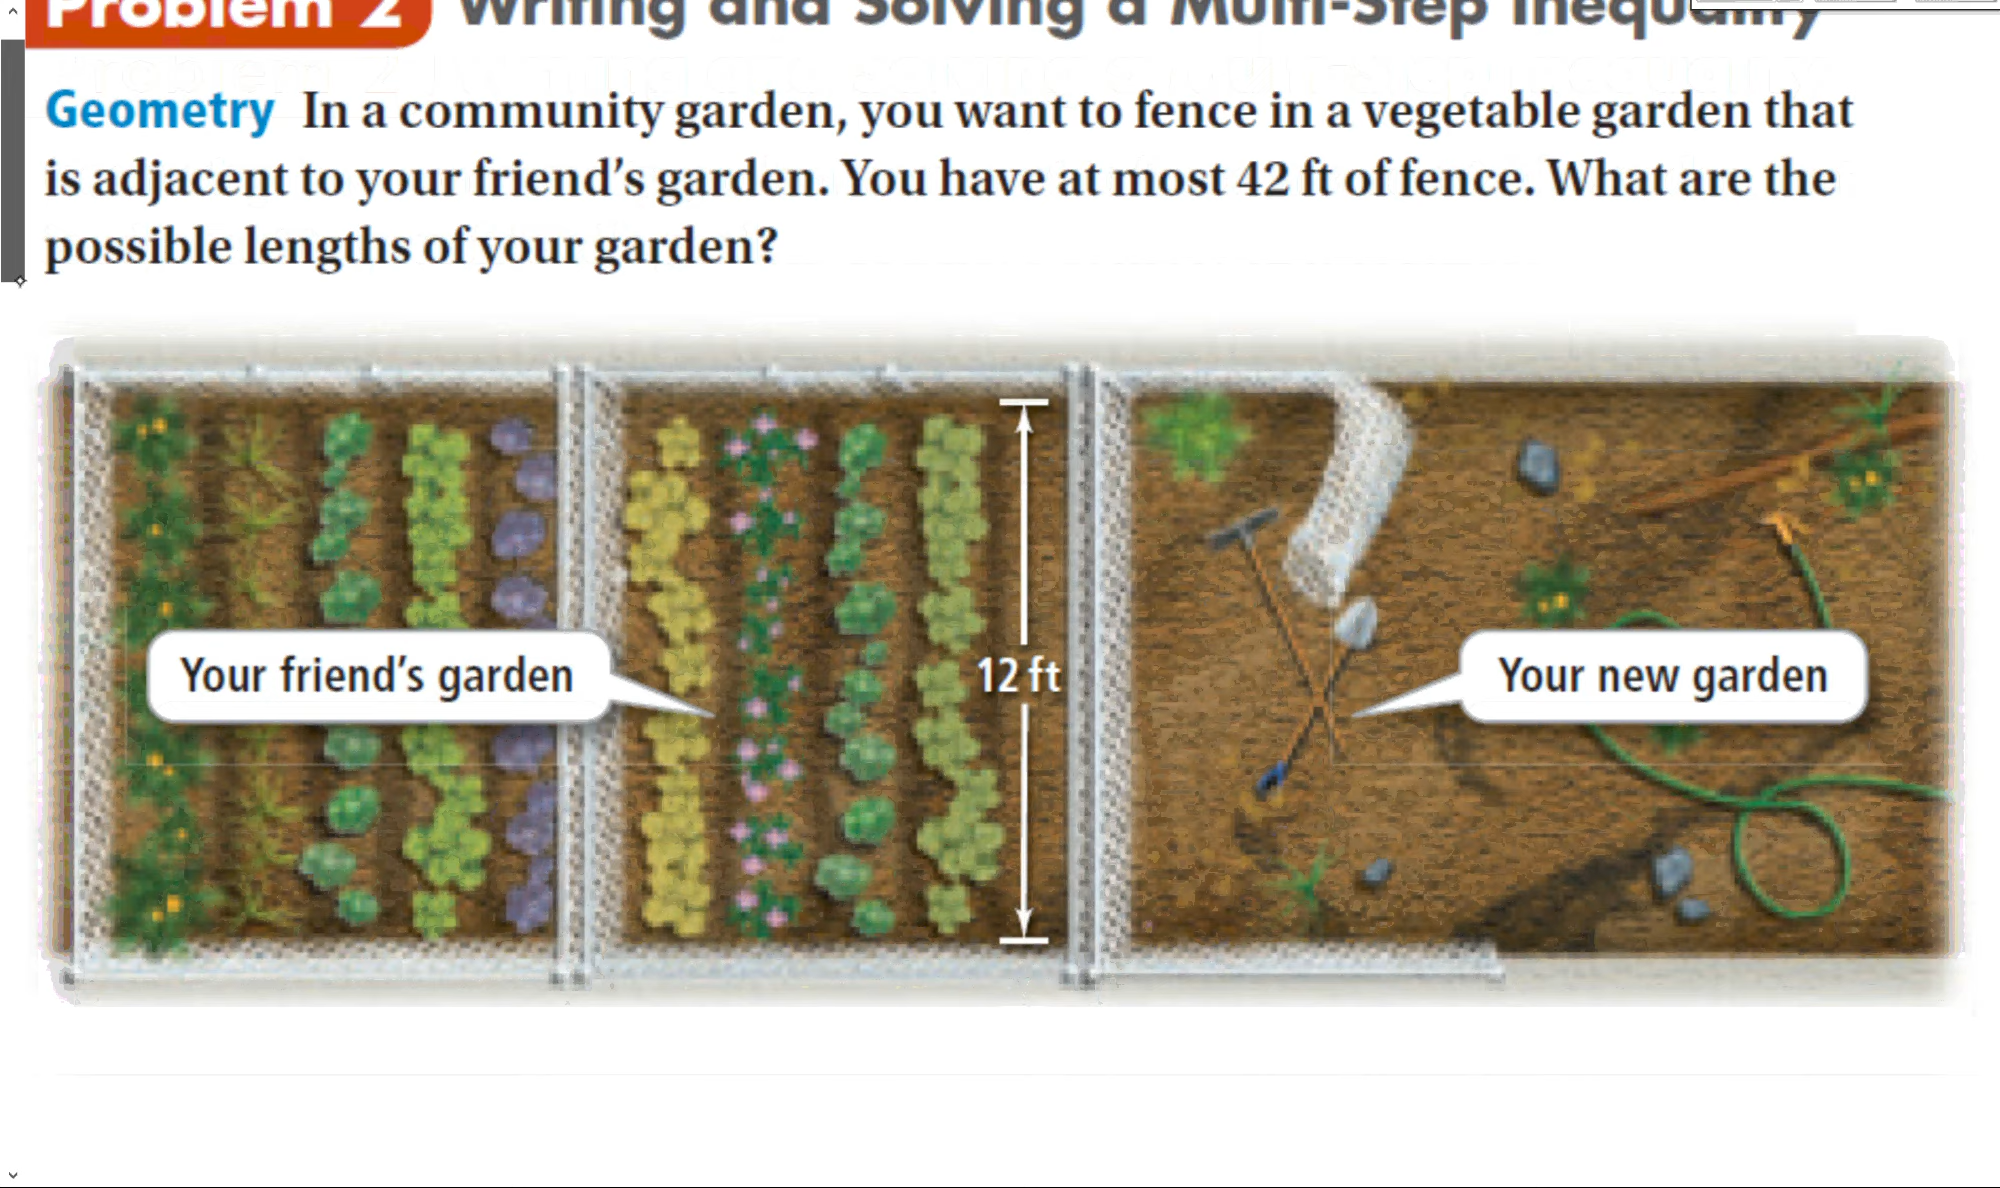 Problem 2 Writing and Solving a Multi-Step Inequality
Geometry In a community garden, you want to fence in a vegetable garden that
is adjacent to your friend's garden. You have at most 42 ft of fence. What are the
possible lengths of your garden?
Your friend's garden
12 ft
Your new garden